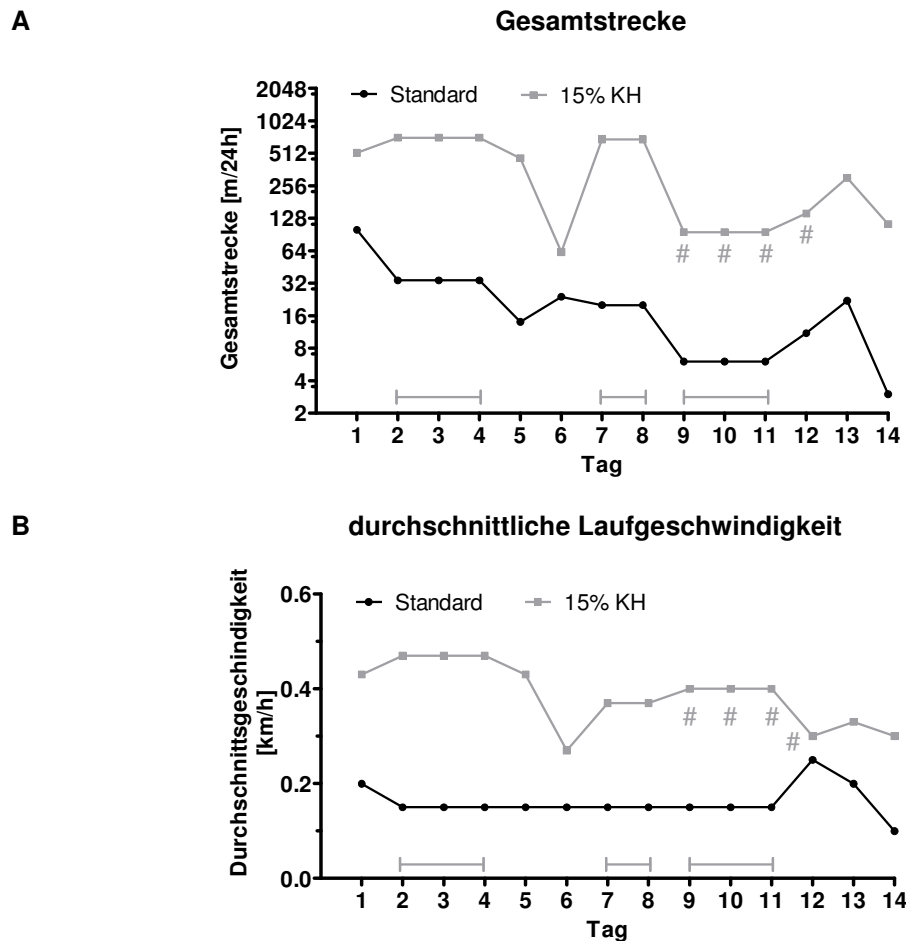 A
Gesamtstrecke
Standard 15% KH
Gesamtstrecke [m/24h]
2048
1024
512
256
128
64
32
16
8
4
2
# # # #
1 2 3 4 5 6 7 8 9 10 11 12 13 14
Tag
B
durchschnittliche Laufgeschwindigkeit
Standard 15% KH
Durchschnittsgeschindigkeit
[km/h]
0.6
0.4
0.2
0.0
# # # #
1 2 3 4 5 6 7 8 9 10 11 12 13 14
Tag